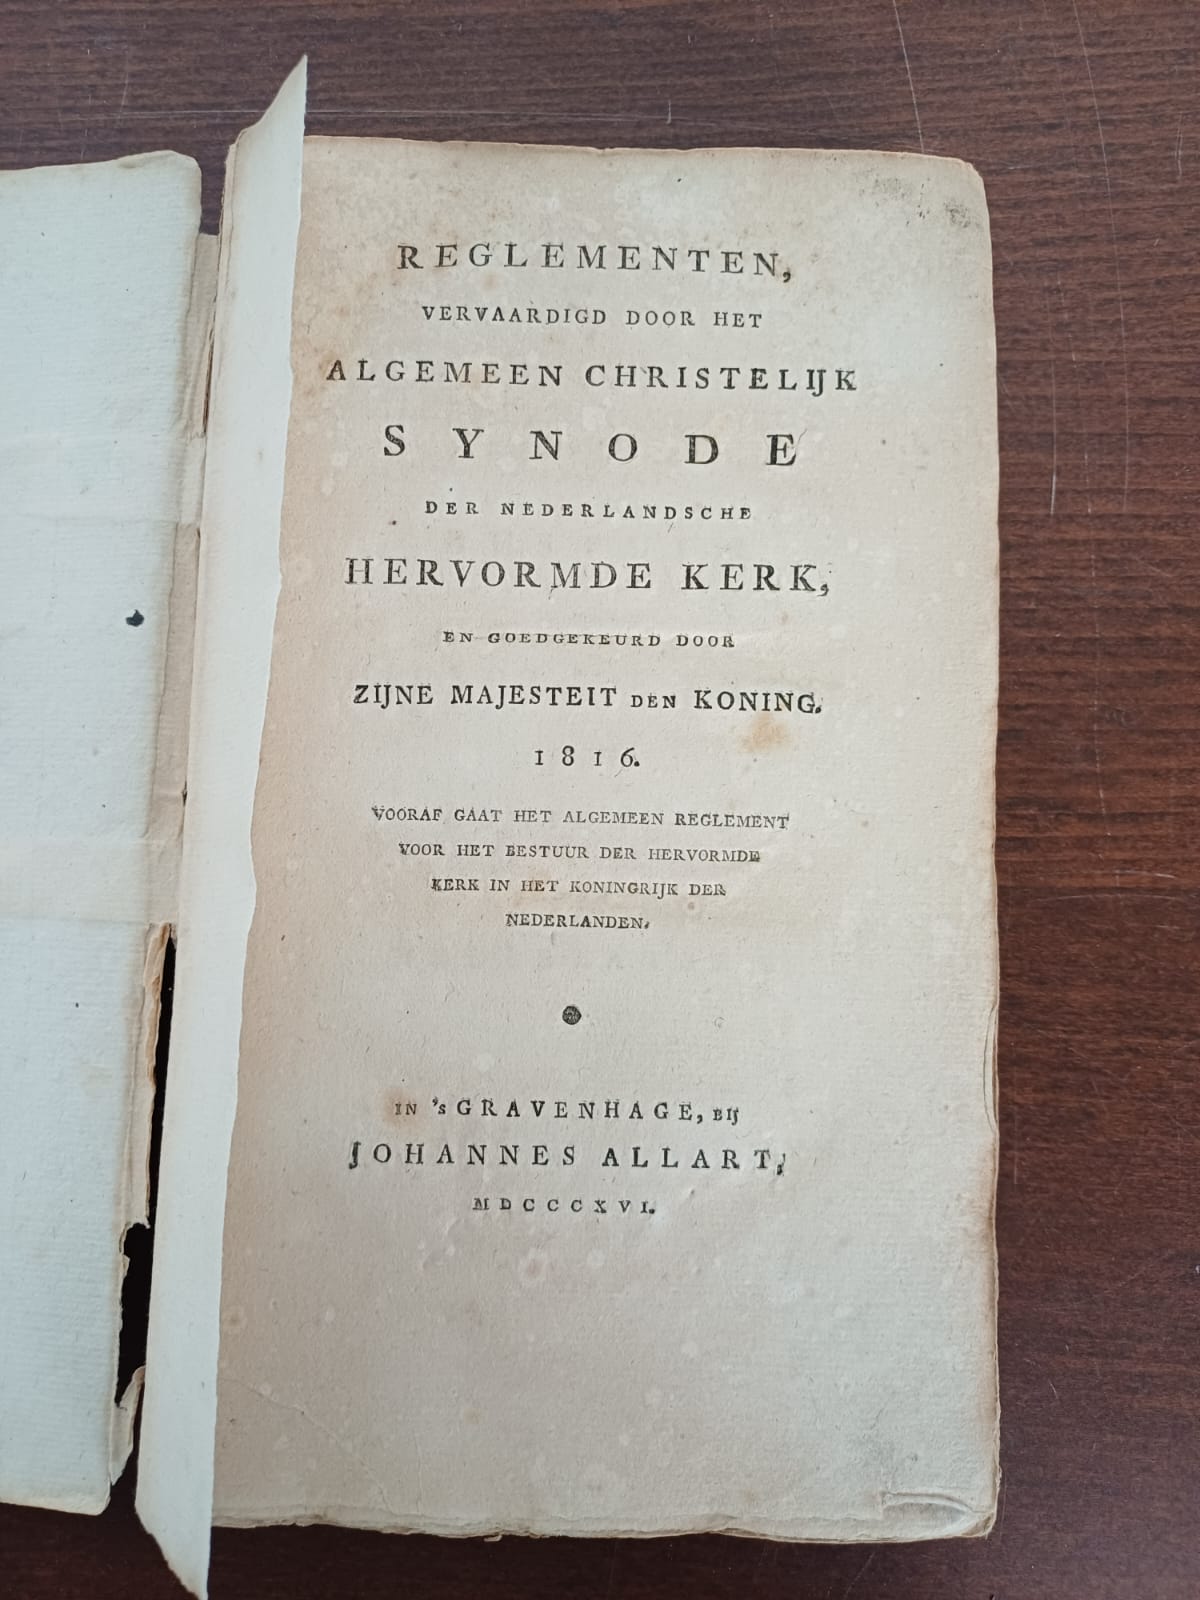 REGLEMENTEN,
VERVAARDIGD DOOR HET
ALGEMEEN CHRISTELIJK
SYNODE
DER NEDERLANDSCHE
HERVORMDE KERK,
EN GOEDGEKEURD DOOR
ZIJNE MAJESTEIT DEN KONING.
1816.
VOORAF GAAT HET ALGEMEEN REGLEMENT
VOOR HET BESTUUR DER HERVORMDE
KERK IN HET KONINGRIJK DER
NEDERLANDEN.
IN 's GRAVENHAGE, BIJ
JOHANNES ALLART,
MDCCCXVI.